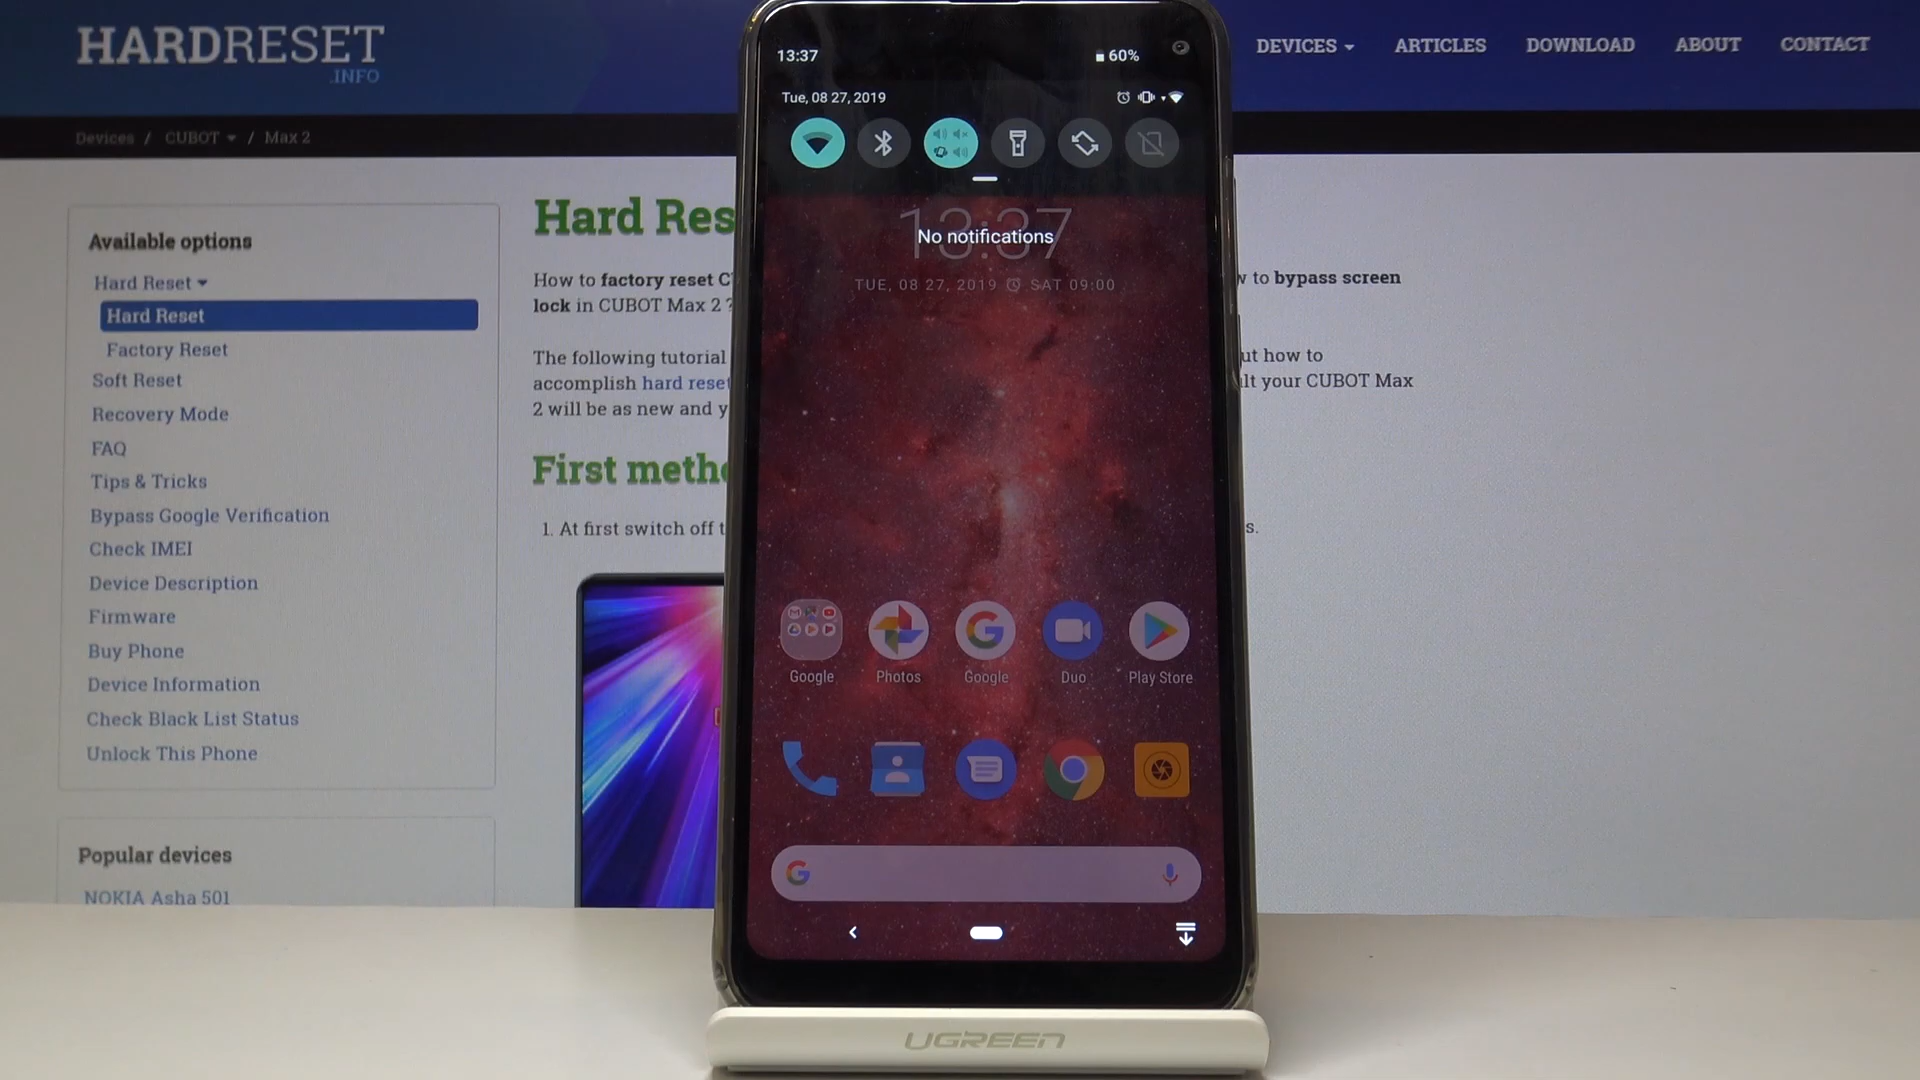 HARDRESET
.INFO
DEVICES
ARTICLES
DOWNLOAD
ABOUT
CONTACT
Devices / CUBOT / Max 2
Available options
Hard Reset
Hard Reset
Factory Reset
Soft Reset
Recovery Mode
FAQ
Tips & Tricks
Bypass Google Verification
Check IMEI
Device Description
Firmware
Buy Phone
Device Information
Check Black List Status
Unlock This Phone
Popular devices
NOKIA Asha 501
Hard Res
How to factory reset C
to bypass screen
lock in CUBOT Max 2 ?
The following tutorial
ut how to
accomplish hard reset
lt your CUBOT Max
2 will be as new and y
First meth
1. At first switch off t
s.
13:37
60%
Tue, 08 27, 2019
13:37
No notifications
TUE, 08 27, 2019 SAT 09:00
Google
Photos
Google
Duo
Play Store
UGREEN